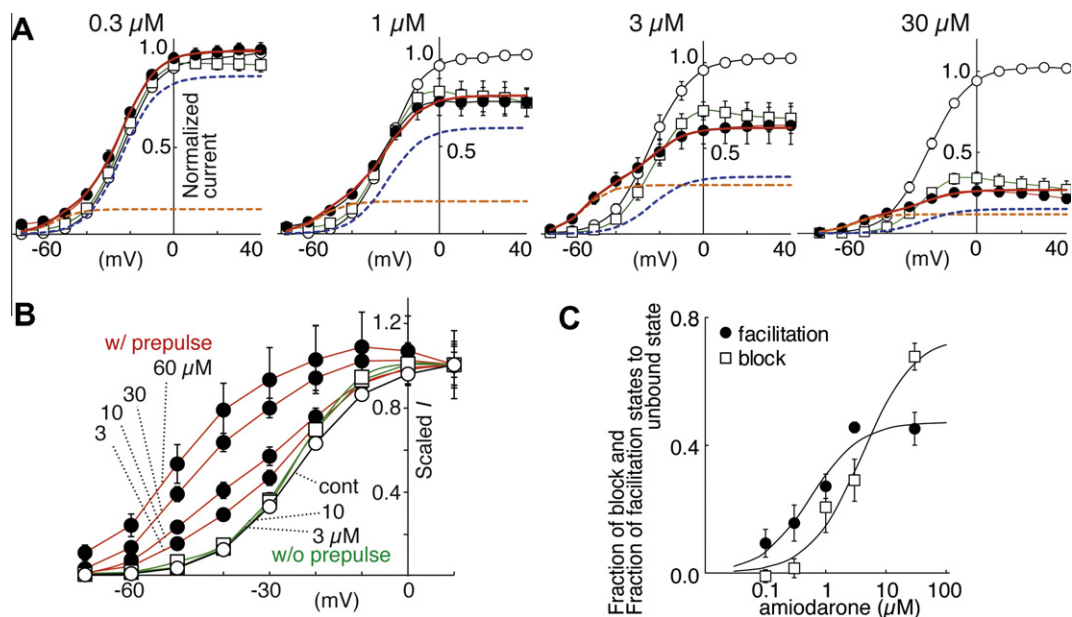 A
0.3 µM
1 µM
3 µM
30 µM
1.0
1.0
1.0
1.0
Normalized
current
0.5
0.5
0.5
0.5
-60
0
40
-60
0
40
-60
0
40
-60
0
40
(mV)
(mV)
(mV)
(mV)
B
w/ prepulse
60 µM
30
10
3
1.2
Scaled I
0.4
cont
10
3 µM
w/o prepulse
-60
-30
0
(mV)
C
facilitation
block
Fraction of block and
Fraction of facilitation states to
unbound state
0.8
0.4
0.0
0.1
1
10
100
amiodarone (µM)